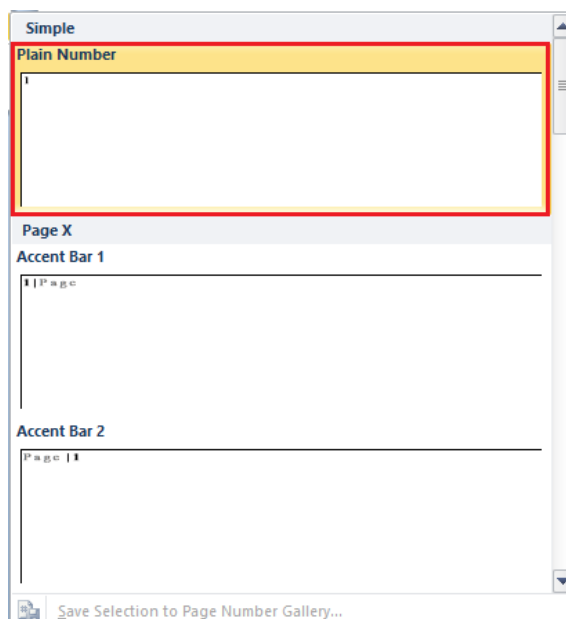 Simple
Plain Number
1
Page X
Accent Bar 1
1|Page
Accent Bar 2
Page |1
Save Selection to Page Number Gallery...